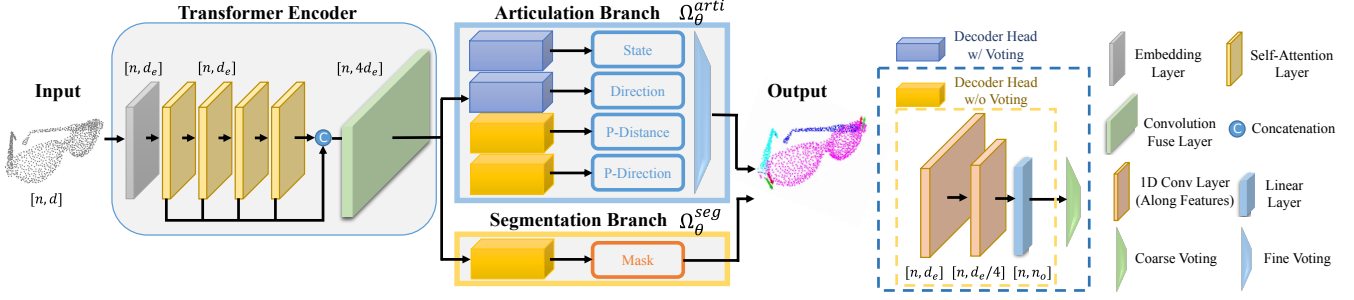 Transformer Encoder
Articulation Branch
Ω_θ^{arti}
Input
[n, d]
[n, d_e]
[n, d_e]
[n, 4d_e]
C
State
Direction
P-Distance
P-Direction
Segmentation Branch
Ω_θ^{seg}
Mask
Output
Decoder Head
w/ Voting
Decoder Head
w/o Voting
[n, d_e]
[n, d_e/4]
[n, n_o]
Embedding
Layer
Self-Attention
Layer
Convolution
Fuse Layer
C
Concatenation
1D Conv Layer
(Along Features)
Linear
Layer
Coarse Voting
Fine Voting